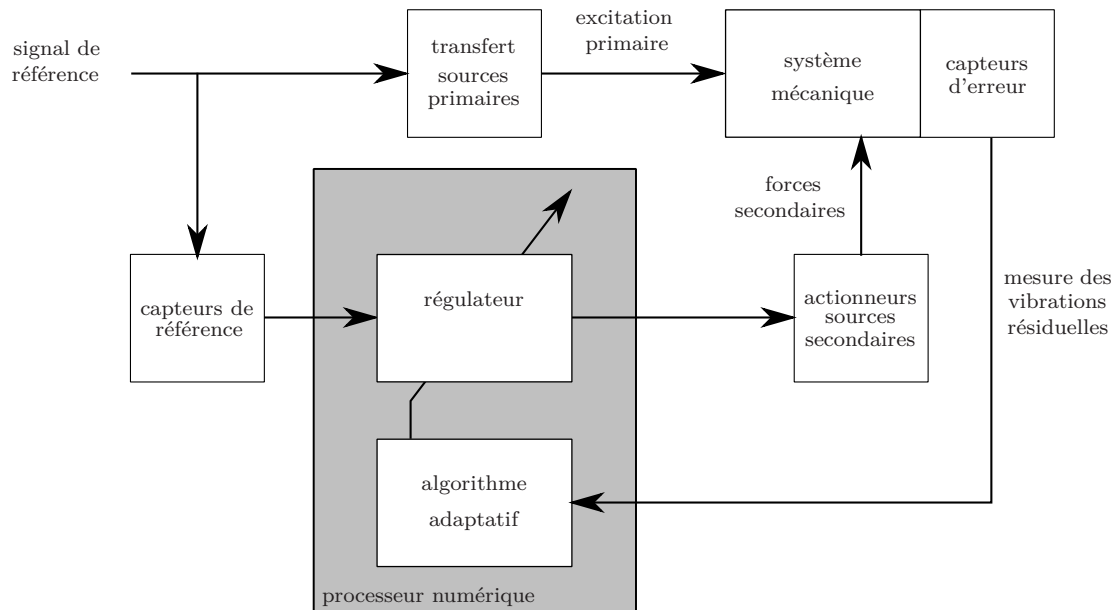 signal de
référence
transfert
sources
primaires
excitation
primaire
système
mécanique
capteurs
d'erreur
forces
secondaires
capteurs de
référence
régulateur
actionneurs
sources
secondaires
mesure des
vibrations
résiduelles
algorithme
adaptatif
processeur numérique